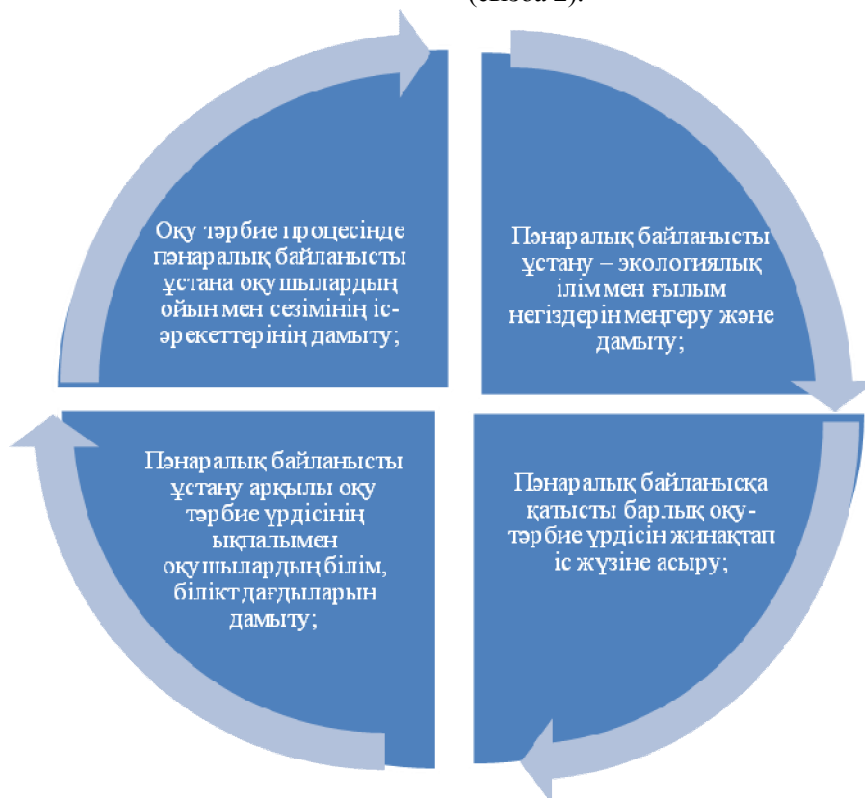 Оқу тәрбие процесінде
пәнаралық байланысты
ұстана оқушылардың
ойын мен сезімінің іс-
әрекеттерінің дамыту;
Пәнаралық байланысты
ұстану – экологиялық
ілім мен ғылым
негіздерін меңгеру және
дамыту;
Пәнаралық байланысты
ұстану арқылы оқу
тәрбие үрдісінің
ықпалымен
оқушылардың білім,
білікт дағдыларын
дамыту;
Пәнаралық байланысқа
қатысты барлық оқу-
тәрбие үрдісін жинақтап
іс жүзіне асыру;